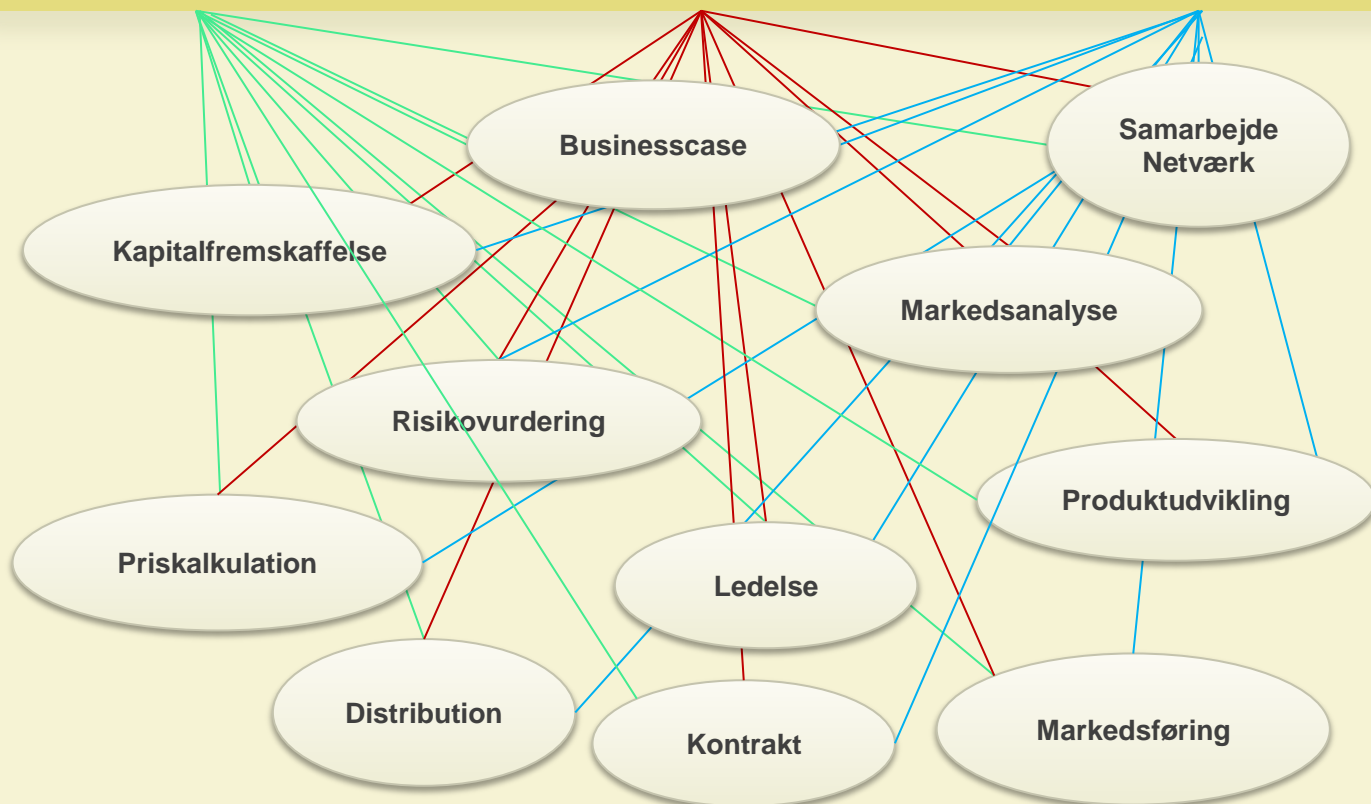 Businesscase
Samarbejde
Netværk
Kapitalfremskaffelse
Markedsanalyse
Risikovurdering
Produktudvikling
Priskalkulation
Ledelse
Distribution
Kontrakt
Markedsføring